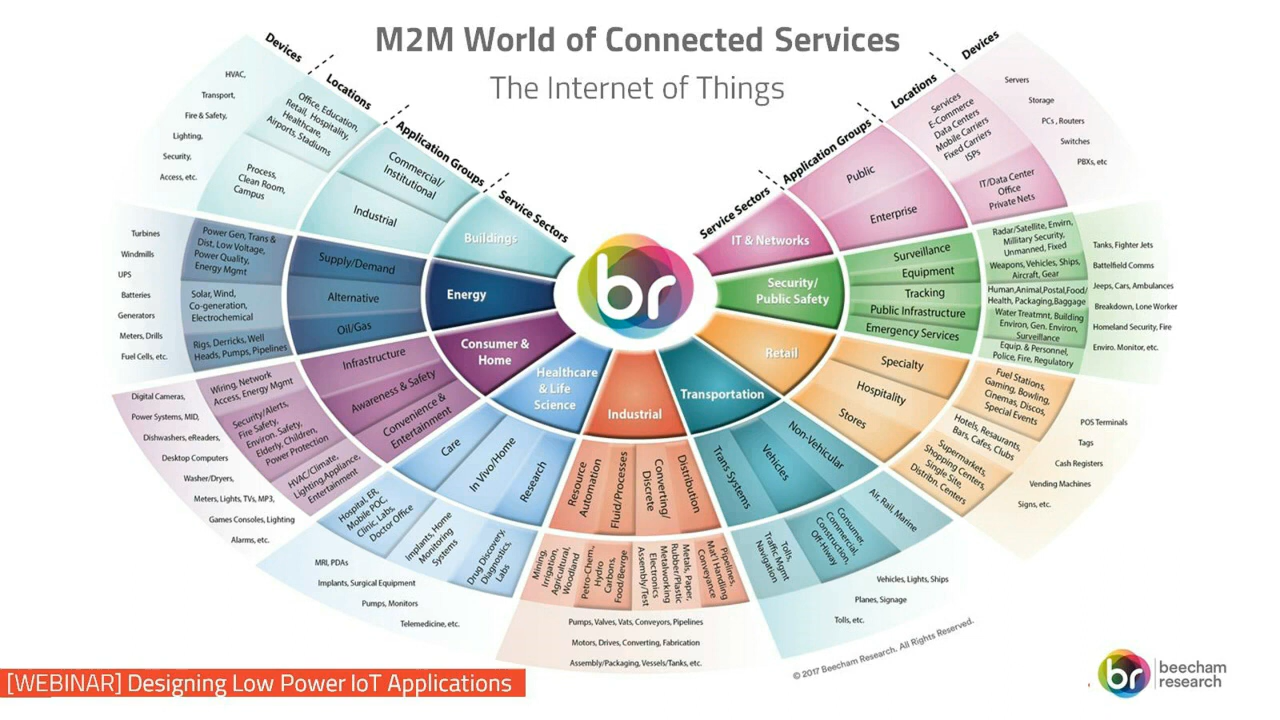 M2M World of Connected Services
The Internet of Things
Devices
Locations
Application Groups
Service Sectors
Service Sectors
Application Groups
Locations
Devices
HVAC,
Transport,
Fire & Safety,
Lighting,
Security,
Access, etc.
Office, Education,
Retail, Hospitality,
Healthcare,
Airports, Stadiums
Process,
Clean Room,
Campus
Commercial/
Institutional
Industrial
Buildings
Turbines
Windmills
UPS
Batteries
Generators
Meters, Drills
Fuel Cells, etc.
Power Gen, Trans &
Dist, Low Voltage,
Power Quality,
Energy Mgmt
Solar, Wind,
Co-generation,
Electrochemical
Rigs, Derricks, Well
Heads, Pumps, Pipelines
Supply/Demand
Alternative
Oil/Gas
Energy
Digital Cameras,
Power Systems, MID,
Dishwashers, eReaders,
Desktop Computers
Washer/Dryers,
Meters, Lights, TVs, MP3,
Games Consoles, Lighting
Alarms, etc.
Wiring, Network
Access, Energy Mgmt
Security/Alerts,
Fire Safety,
Environ. Safety,
Elderly, Children,
Power Protection
HVAC/Climate,
Lighting,Appliance,
Entertainment
Infrastructure
Awareness & Safety
Convenience &
Entertainment
Consumer &
Home
MRI, PDAs
Implants, Surgical Equipment
Pumps, Monitors
Telemedicine, etc.
Hospital, ER,
Mobile POC,
Clinic, Labs,
Doctor Office
Implants, Home
Monitoring
Systems
Drug Discovery,
Diagnostics,
Labs
Care
In Vivo/Home
Research
Healthcare
& Life
Science
Industrial
Resource
Automation
Fluid/Processes
Converting/
Discrete
Distribution
Mining,
Irrigation,
Agricultural,
Woodland
Petro-Chem,
Hydro
Carbons,
Food/Bevrge
Metals, Paper,
Rubber/Plastic
Metalworking
Electronics
Assembly/Test
Pipelines,
Mat'l Handling
Conveyance
Pumps, Valves, Vats, Conveyors, Pipelines
Motors, Drives, Converting, Fabrication
Assembly/Packaging, Vessels/Tanks, etc.
Transportation
Trans Systems
Vehicles
Non-Vehicular
Tolls,
Traffic Mgmt
Navigation
Consumer,
Commercial,
Construction,
Off-Hiway
Air, Rail, Marine
Vehicles, Lights, Ships
Planes, Signage
Tolls, etc.
Retail
Specialty
Hospitality
Stores
Fuel Stations,
Gaming, Bowling,
Cinemas, Discos,
Special Events
Hotels, Resaurants,
Bars, Cafes, Clubs
Supermarkets,
Shopping Centers,
Single Site,
Distribn. Centers
POS Terminals
Tags
Cash Registers
Vending Machines
Signs, etc.
Security/
Public Safety
Surveillance
Equipment
Tracking
Public Infrastructure
Emergency Services
Radar/Satellite, Environ,
Millitary Security,
Unmanned, Fixed
Weapons, Vehicles, Ships,
Aircraft, Gear
Human,Animal,Postal,Food/
Health, Packaging,Baggage
Water Treatmnt, Building
Environ, Gen. Environ,
Surveillance
Equip. & Personnel,
Police, Fire, Regulatory
Tanks, Fighter Jets
Battelfield Comms
Jeeps, Cars, Ambulances
Breakdown, Lone Worker
Homeland Security, Fire
Enviro. Monitor, etc.
IT & Networks
Public
Enterprise
Services
E-Commerce
Data Centers
Mobile Carriers
Fixed Carriers
ISPs
IT/Data Center
Office
Private Nets
Servers
Storage
PCs , Routers
Switches
PBXs, etc
br
© 2017 Beecham Research. All Rights Reserved.
[WEBINAR] Designing Low Power IoT Applications
br
beecham
research